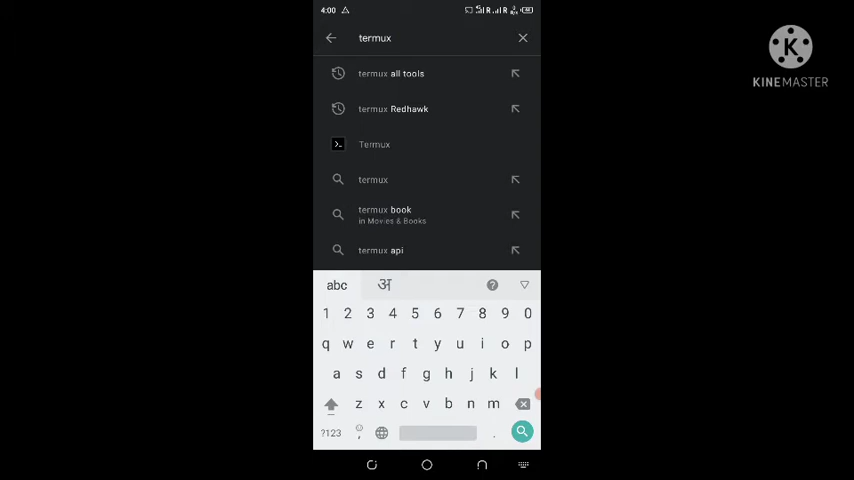 4:00
termux
termux all tools
termux Redhawk
Termux
termux
termux book
in Movies & Books
termux api
abc अ
1 2 3 4 5 6 7 8 9 0
q w e r t y u i o p
a s d f g h j k l
z x c v b n m
?123 , .
K
KINEMASTER